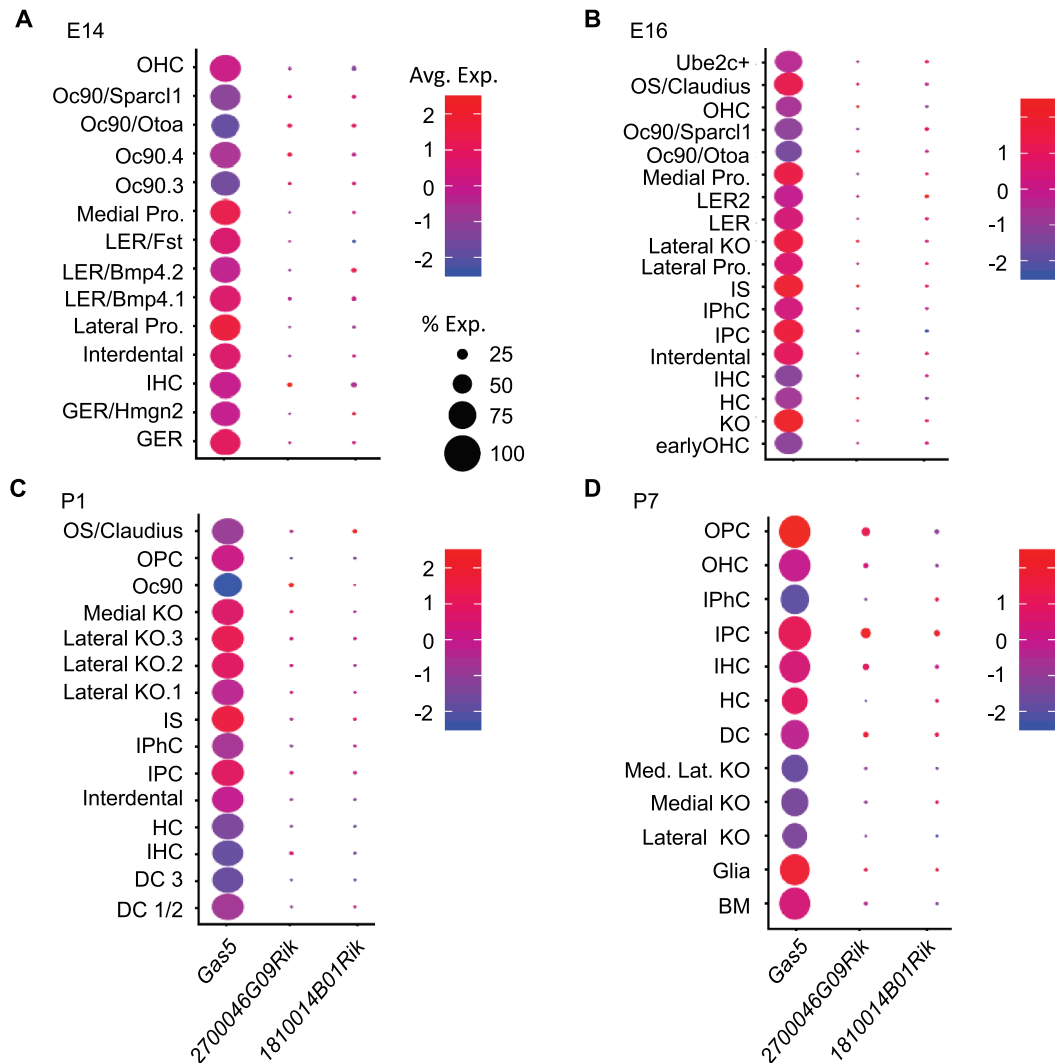 A
E14
OHC
Oc90/Sparcl1
Oc90/Otoa
Oc90.4
Oc90.3
Medial Pro.
LER/Fst
LER/Bmp4.2
LER/Bmp4.1
Lateral Pro.
Interdental
IHC
GER/Hmgn2
GER
Avg. Exp.
2
1
0
-1
-2
% Exp.
25
50
75
100
B
E16
Ube2c+
OS/Claudius
OHC
Oc90/Sparcl1
Oc90/Otoa
Medial Pro.
LER2
LER
Lateral KO
Lateral Pro.
IS
IPhC
IPC
Interdental
IHC
HC
KO
earlyOHC
1
0
-1
-2
C
P1
OS/Claudius
OPC
Oc90
Medial KO
Lateral KO.3
Lateral KO.2
Lateral KO.1
IS
IPhC
IPC
Interdental
HC
IHC
DC 3
DC 1/2
Gas5
2700046G09Rik
1810014B01Rik
2
1
0
-1
-2
D
P7
OPC
OHC
IPhC
IPC
IHC
HC
DC
Med. Lat. KO
Medial KO
Lateral KO
Glia
BM
Gas5
2700046G09Rik
1810014B01Rik
1
0
-1
-2